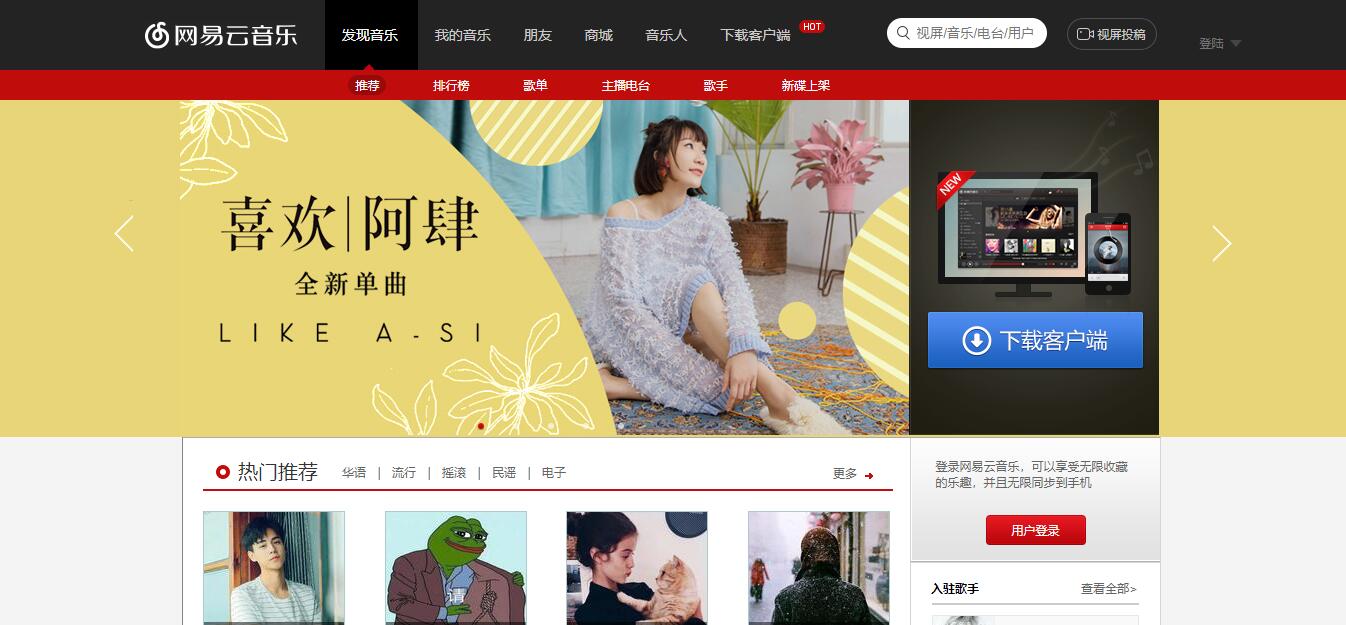 网易云音乐
发现音乐 我的音乐 朋友 商城 音乐人 下载客户端 HOT
视屏/音乐/电台/用户
视屏投稿
登陆
推荐 排行榜 歌单 主播电台 歌手 新碟上架
喜欢|阿肆
全新单曲
LIKE A-SI
NEW
下载客户端
热门推荐 华语 | 流行 | 摇滚 | 民谣 | 电子
更多
登录网易云音乐，可以享受无限收藏
的乐趣，并且无限同步到手机
用户登录
请
入驻歌手 查看全部>